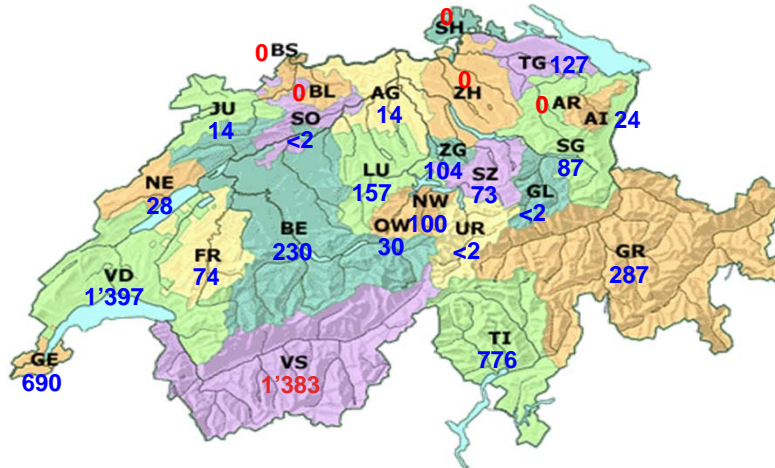 0
SH
0 BS
TG 127
0
BL
AG
14
0
ZH
0 AR
AI 24
JU
14
SO
<2
ZG
104
SG
87
LU
157
SZ
73
GL
<2
NE
28
NW
100
OW
30
UR
<2
BE
230
FR
74
GR
287
VD
1’397
TI
776
GE
690
VS
1’383